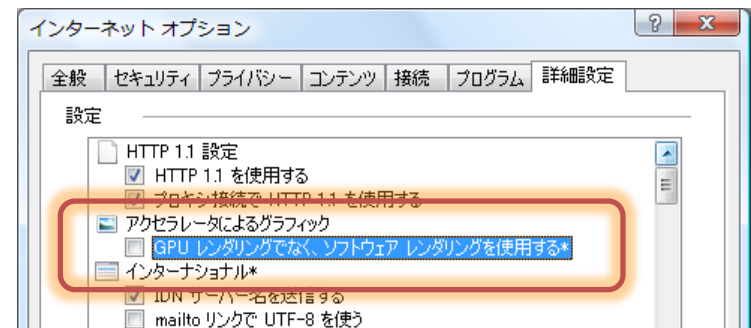 インターネット オプション
全般 セキュリティ プライバシー コンテンツ 接続 プログラム 詳細設定
設定
HTTP 1.1 設定
HTTP 1.1 を使用する
プロキシ接続で HTTP 1.1 を使用する
アクセラレータによるグラフィック
GPU レンダリングでなく、ソフトウェア レンダリングを使用する*
インターナショナル*
IDN サーバー名を送信する
mailto リンクで UTF-8 を使う